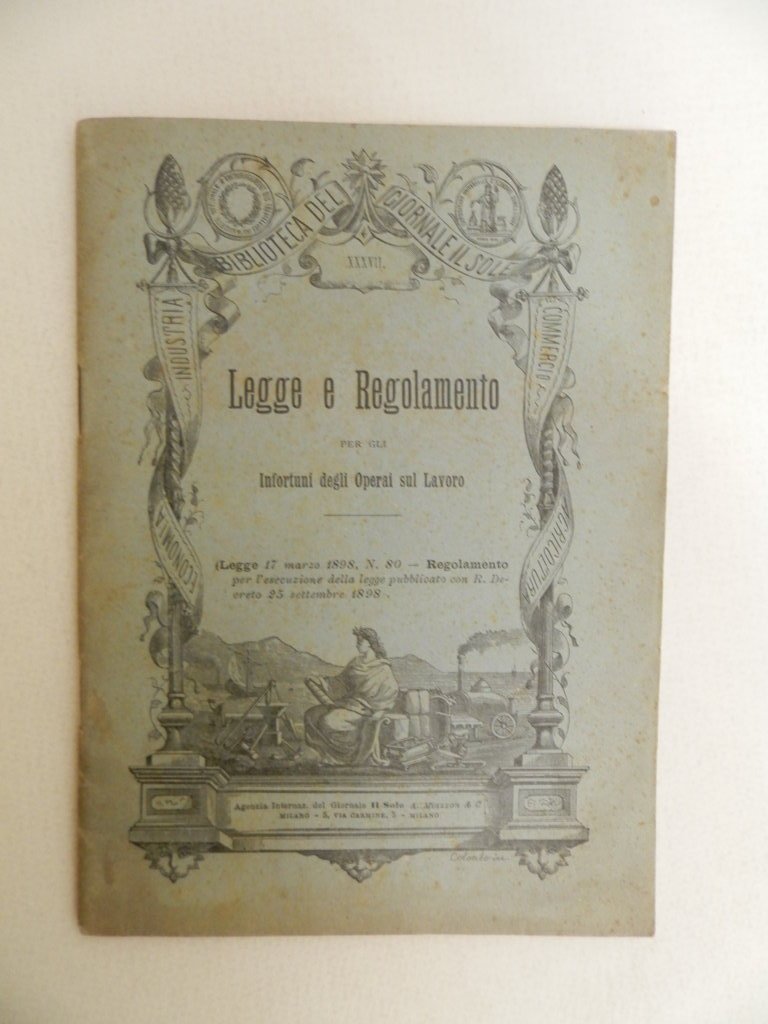 BIBLIOTECA DEL GIORNALE IL SOLE
XXXVII.
INDUSTRIA
COMMERCIO
ECONOMIA
AGRICOLTURA
Legge e Regolamento
PER GLI
Infortuni degli Operai sul Lavoro
(Legge 17 marzo 1898, N. 80 — Regolamento
per l'esecuzione della legge pubblicato con R. De-
creto 25 settembre 1898.
Agenzia Internaz. del Giornale Il Sole
MILANO - 5, VIA CARMINE, 5 - MILANO
Colombo